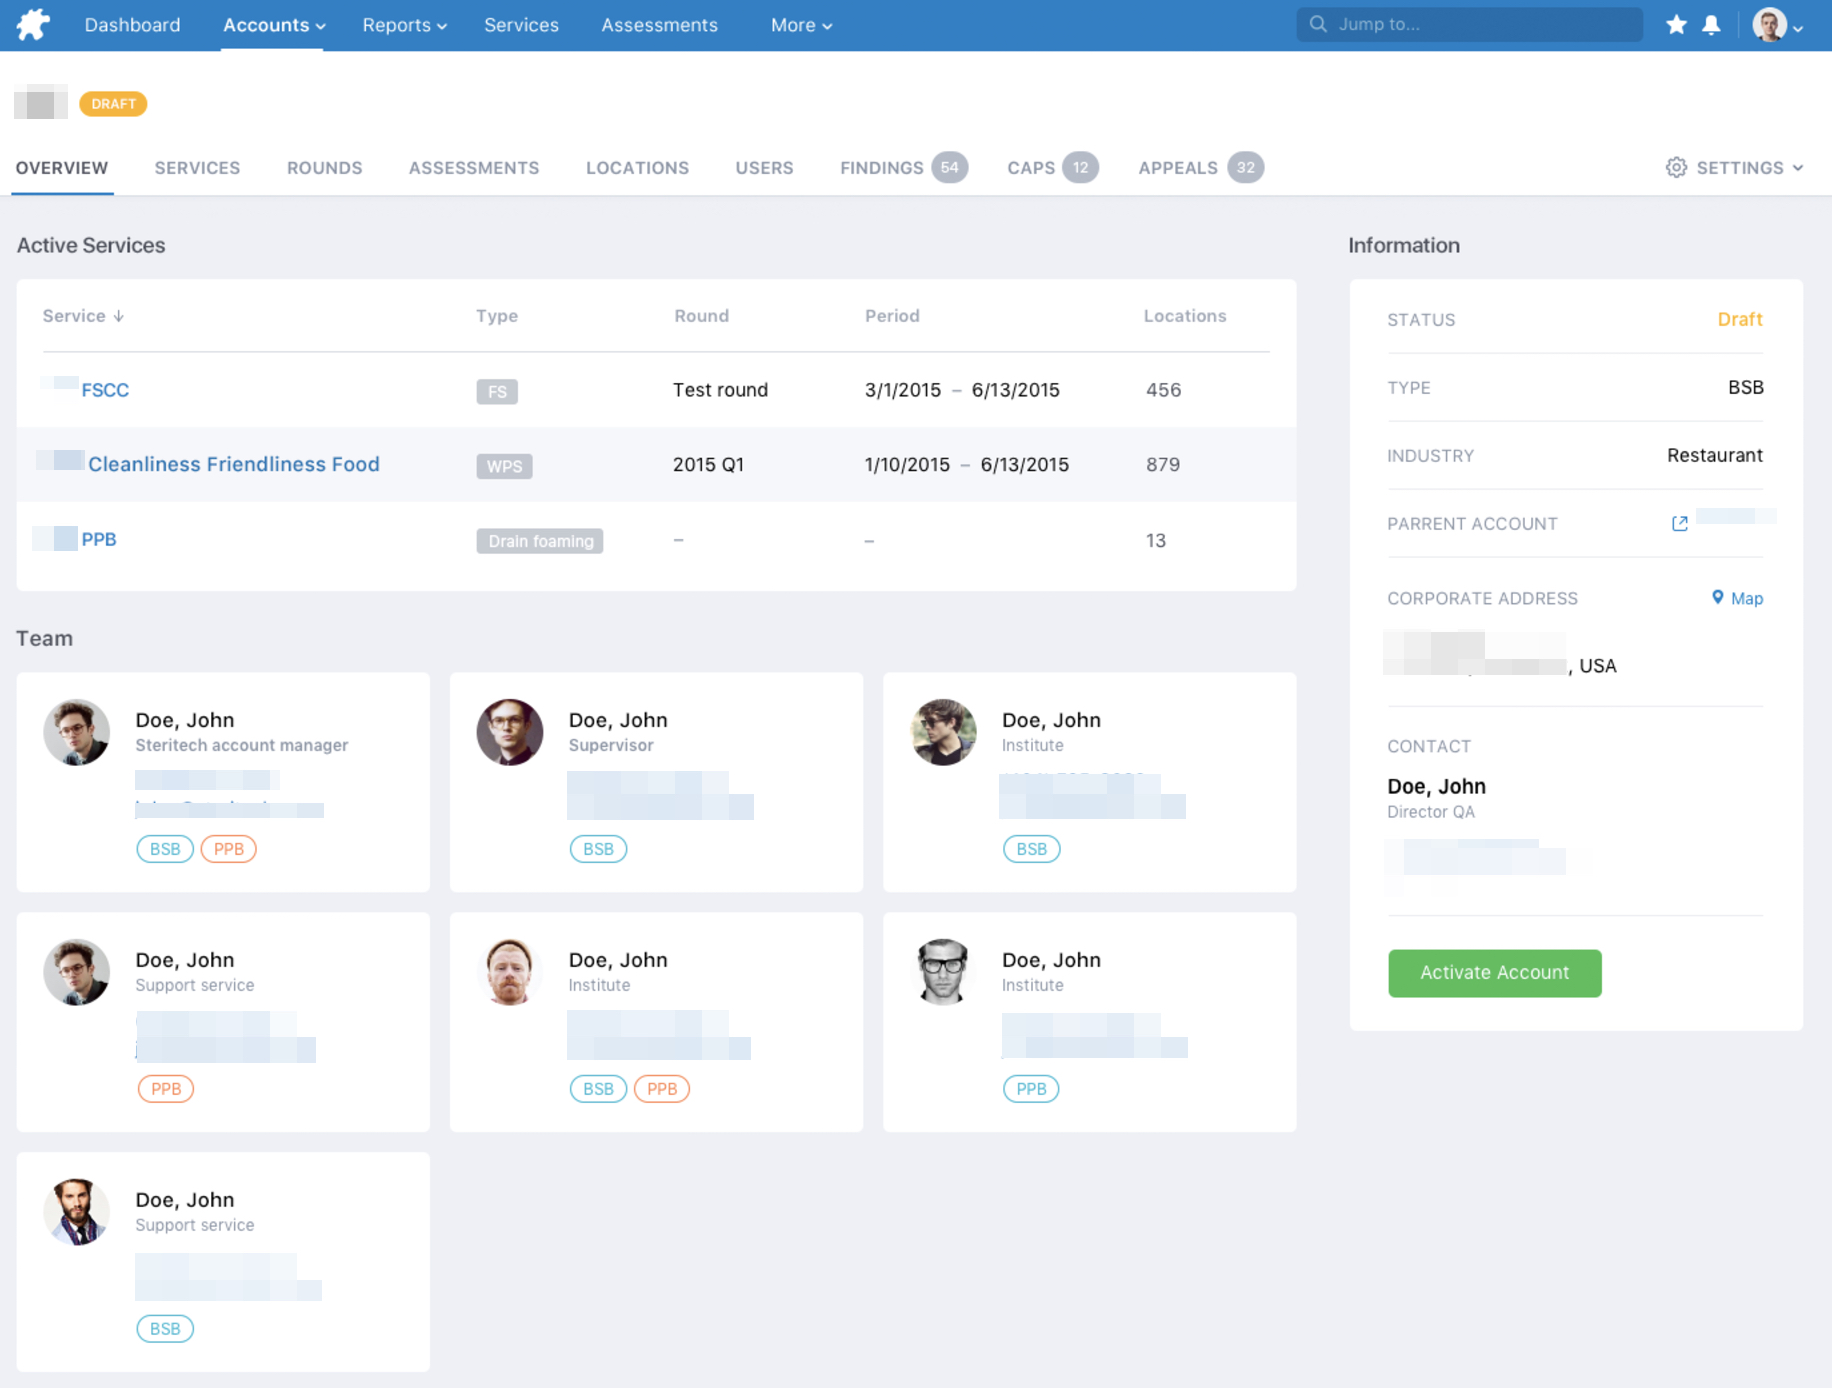 Dashboard Accounts Reports Services Assessments More Jump to...
DRAFT
OVERVIEW SERVICES ROUNDS ASSESSMENTS LOCATIONS USERS FINDINGS 54 CAPS 12 APPEALS 32 SETTINGS
Active Services
Service ↓ Type Round Period Locations
FSCC FS Test round 3/1/2015 – 6/13/2015 456
Cleanliness Friendliness Food WPS 2015 Q1 1/10/2015 – 6/13/2015 879
PPB Drain foaming – – 13
Team
Doe, John
Steritech account manager
BSB PPB
Doe, John
Supervisor
BSB
Doe, John
Institute
BSB
Doe, John
Support service
PPB
Doe, John
Institute
BSB PPB
Doe, John
Institute
PPB
Doe, John
Support service
BSB
Information
STATUS Draft
TYPE BSB
INDUSTRY Restaurant
PARRENT ACCOUNT
CORPORATE ADDRESS Map
, USA
CONTACT
Doe, John
Director QA
Activate Account